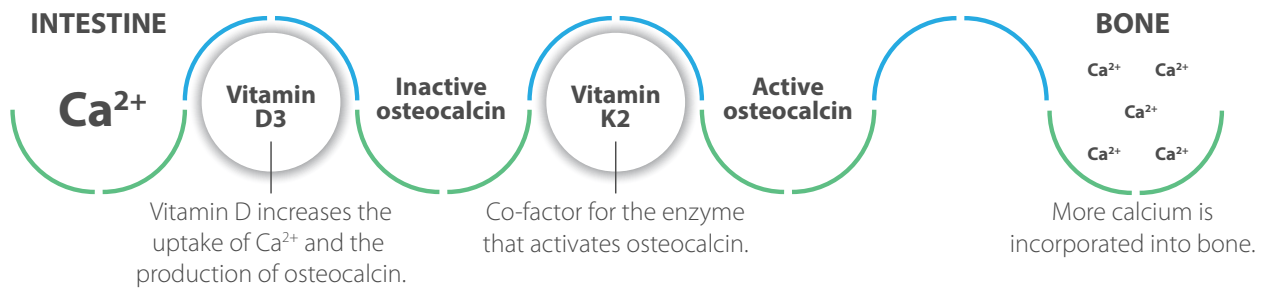 INTESTINE
Ca²⁺
Vitamin
D3
Vitamin D increases the
uptake of Ca²⁺ and the
production of osteocalcin.
Inactive
osteocalcin
Vitamin
K2
Co-factor for the enzyme
that activates osteocalcin.
Active
osteocalcin
BONE
Ca²⁺ Ca²⁺
Ca²⁺
Ca²⁺ Ca²⁺
More calcium is
incorporated into bone.